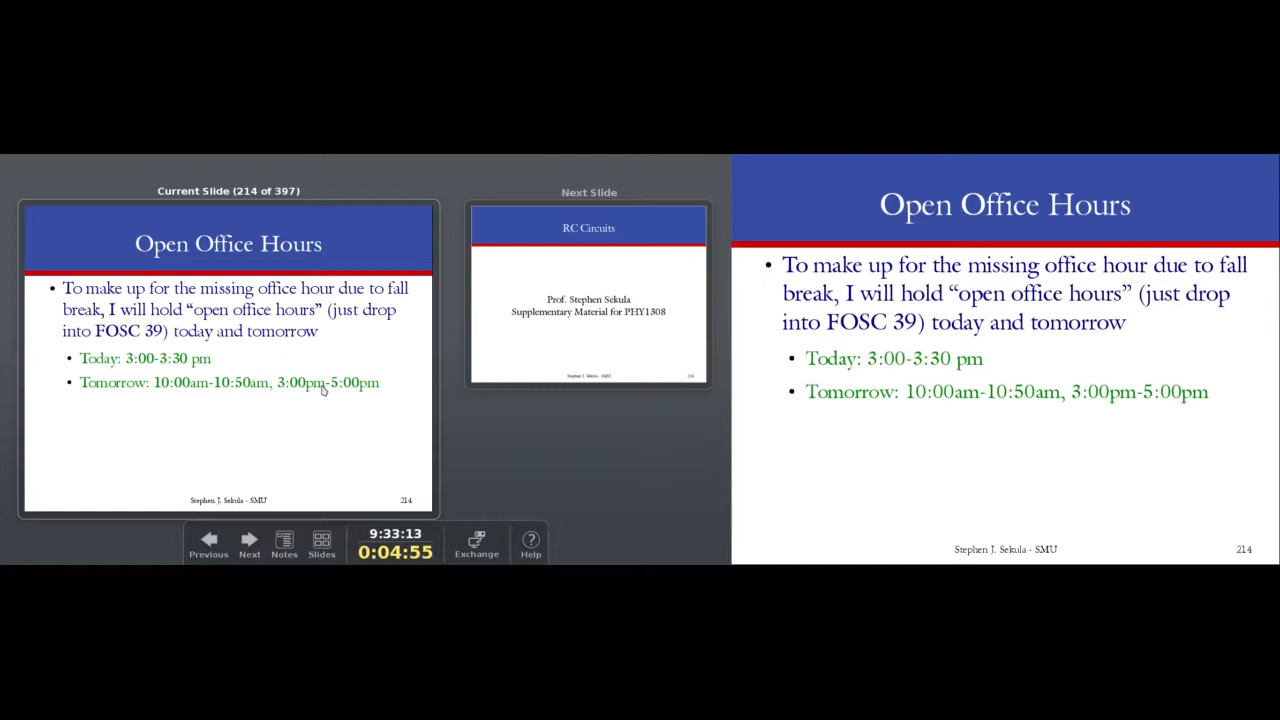 Current Slide (214 of 397)
Open Office Hours
• To make up for the missing office hour due to fall
break, I will hold “open office hours” (just drop
into FOSC 39) today and tomorrow
• Today: 3:00-3:30 pm
• Tomorrow: 10:00am-10:50am, 3:00pm-5:00pm
Stephen J. Sekula - SMU
214
Next Slide
RC Circuits
Prof. Stephen Sekula
Supplementary Material for PHY1308
Stephen J. Sekula - SMU
Previous
Next
Notes
Slides
9:33:13
0:04:55
Exchange
Help
Open Office Hours
• To make up for the missing office hour due to fall
break, I will hold “open office hours” (just drop
into FOSC 39) today and tomorrow
• Today: 3:00-3:30 pm
• Tomorrow: 10:00am-10:50am, 3:00pm-5:00pm
Stephen J. Sekula - SMU
214